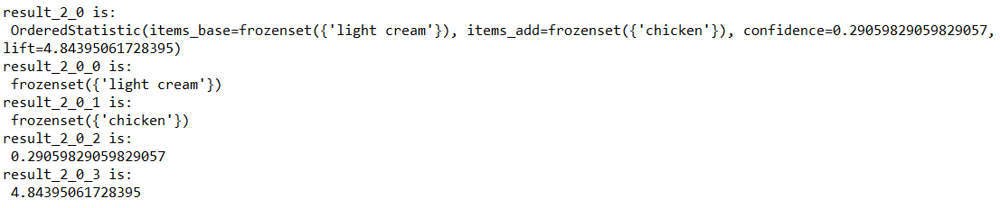 result_2_0 is:
 OrderedStatistic(items_base=frozenset({'light cream'}), items_add=frozenset({'chicken'}), confidence=0.29059829059829057,
lift=4.84395061728395)
result_2_0_0 is:
 frozenset({'light cream'})
result_2_0_1 is:
 frozenset({'chicken'})
result_2_0_2 is:
 0.29059829059829057
result_2_0_3 is:
 4.84395061728395